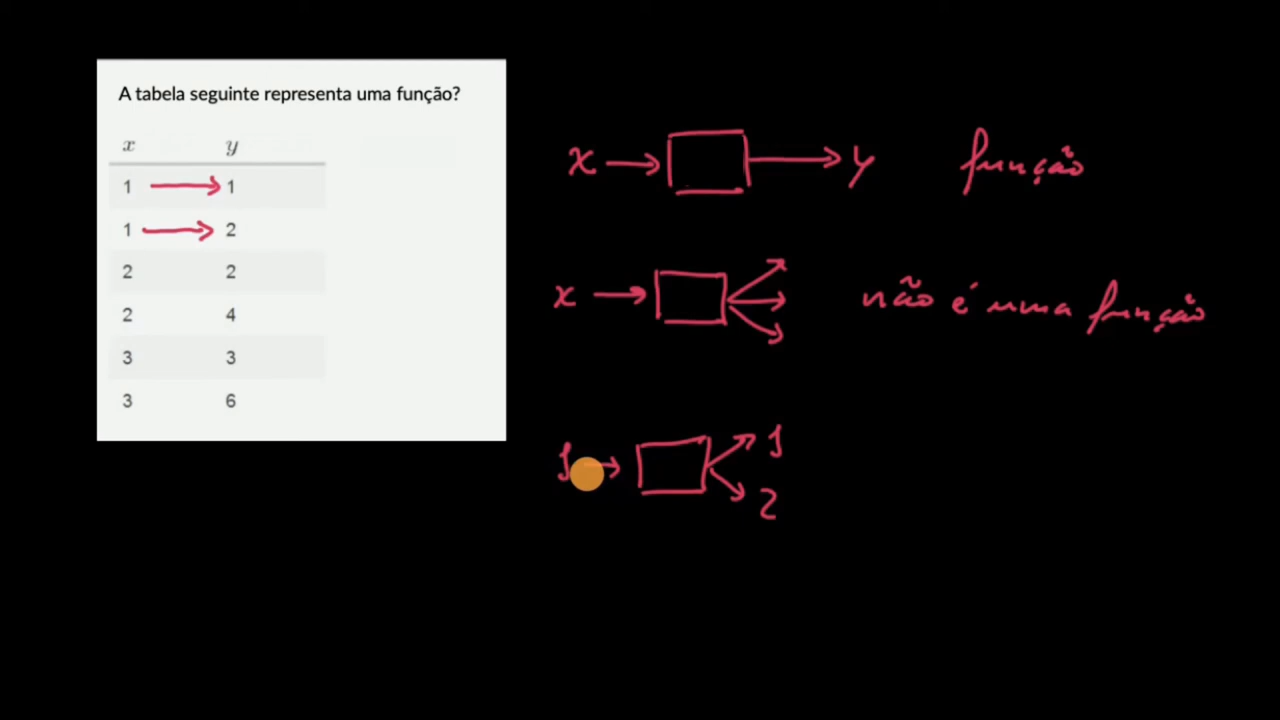 A tabela seguinte representa uma função?
x y
1 1
1 2
2 2
2 4
3 3
3 6
x y função
x não é uma função
1 1
2